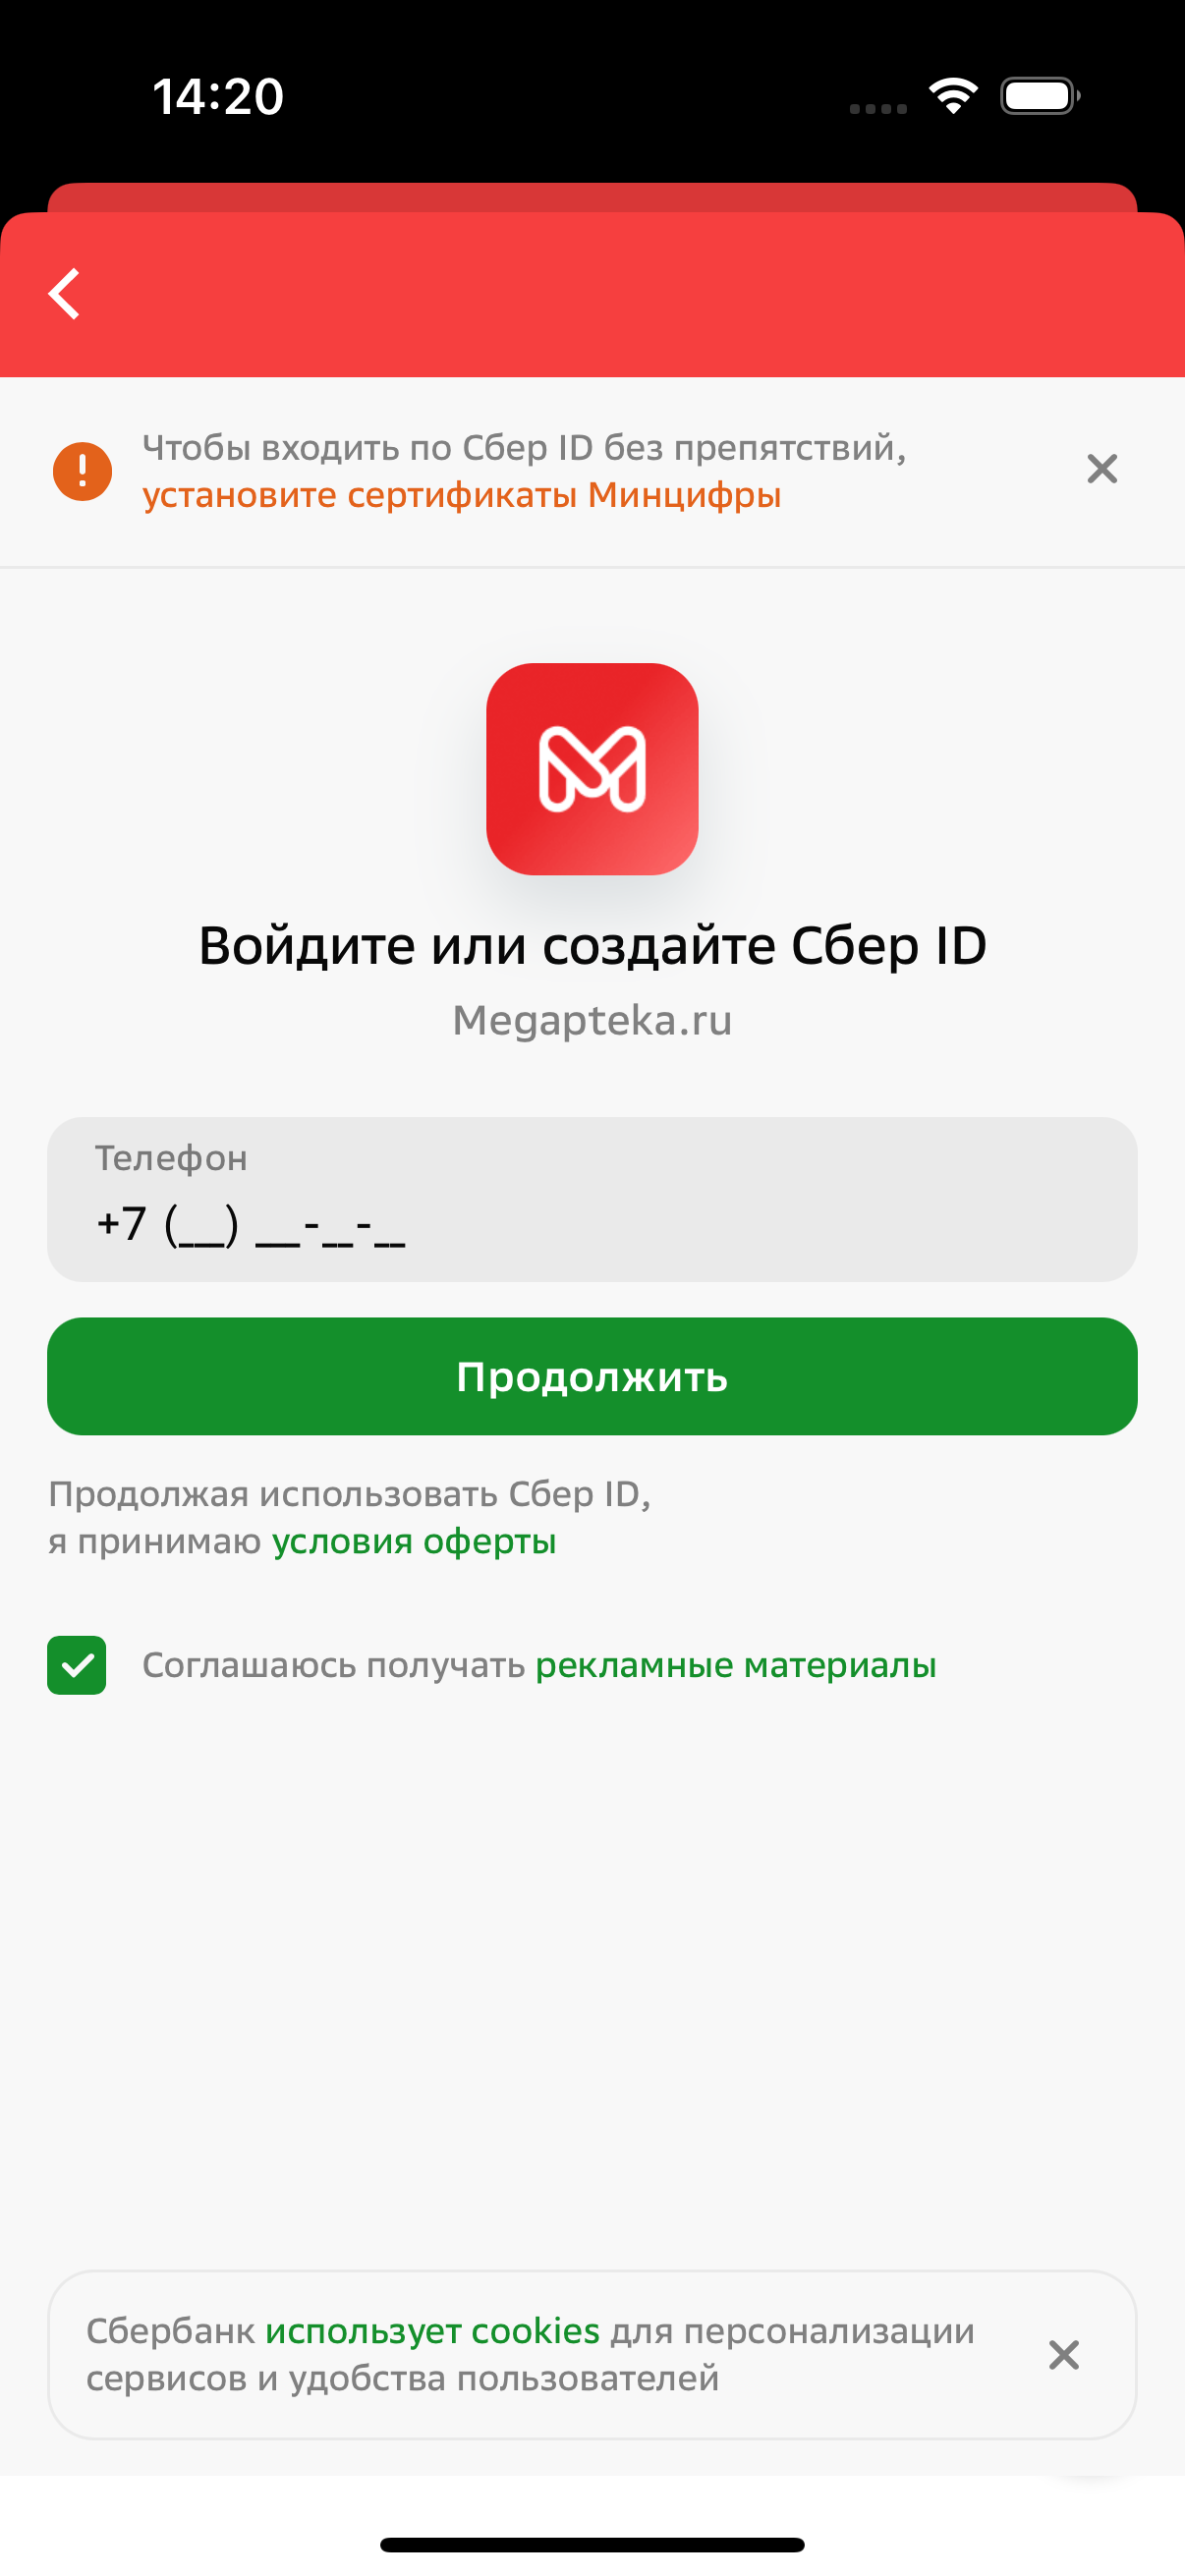 14:20
Чтобы входить по Сбер ID без препятствий,
установите сертификаты Минцифры
Войдите или создайте Сбер ID
Megapteka.ru
Телефон
+7 (__) __-__-__
Продолжить
Продолжая использовать Сбер ID,
я принимаю условия оферты
Соглашаюсь получать рекламные материалы
Сбербанк использует cookies для персонализации
сервисов и удобства пользователей